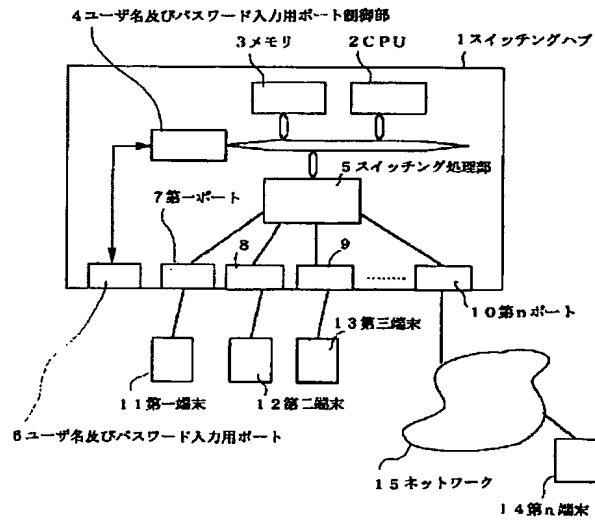 4ユーザ名及びパスワード入力用ポート制御部
3メモリ
2CPU
1スイッチングハブ
5スイッチング処理部
7第一ポート
8
9
10第nポート
13第三端末
11第一端末
12第二端末
6ユーザ名及びパスワード入力用ポート
15ネットワーク
14第n端末